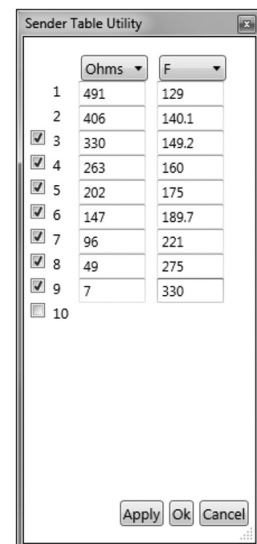 Sender Table Utility
Ohms F
1 491 129
2 406 140.1
3 330 149.2
4 263 160
5 202 175
6 147 189.7
7 96 221
8 49 275
9 7 330
10
Apply Ok Cancel